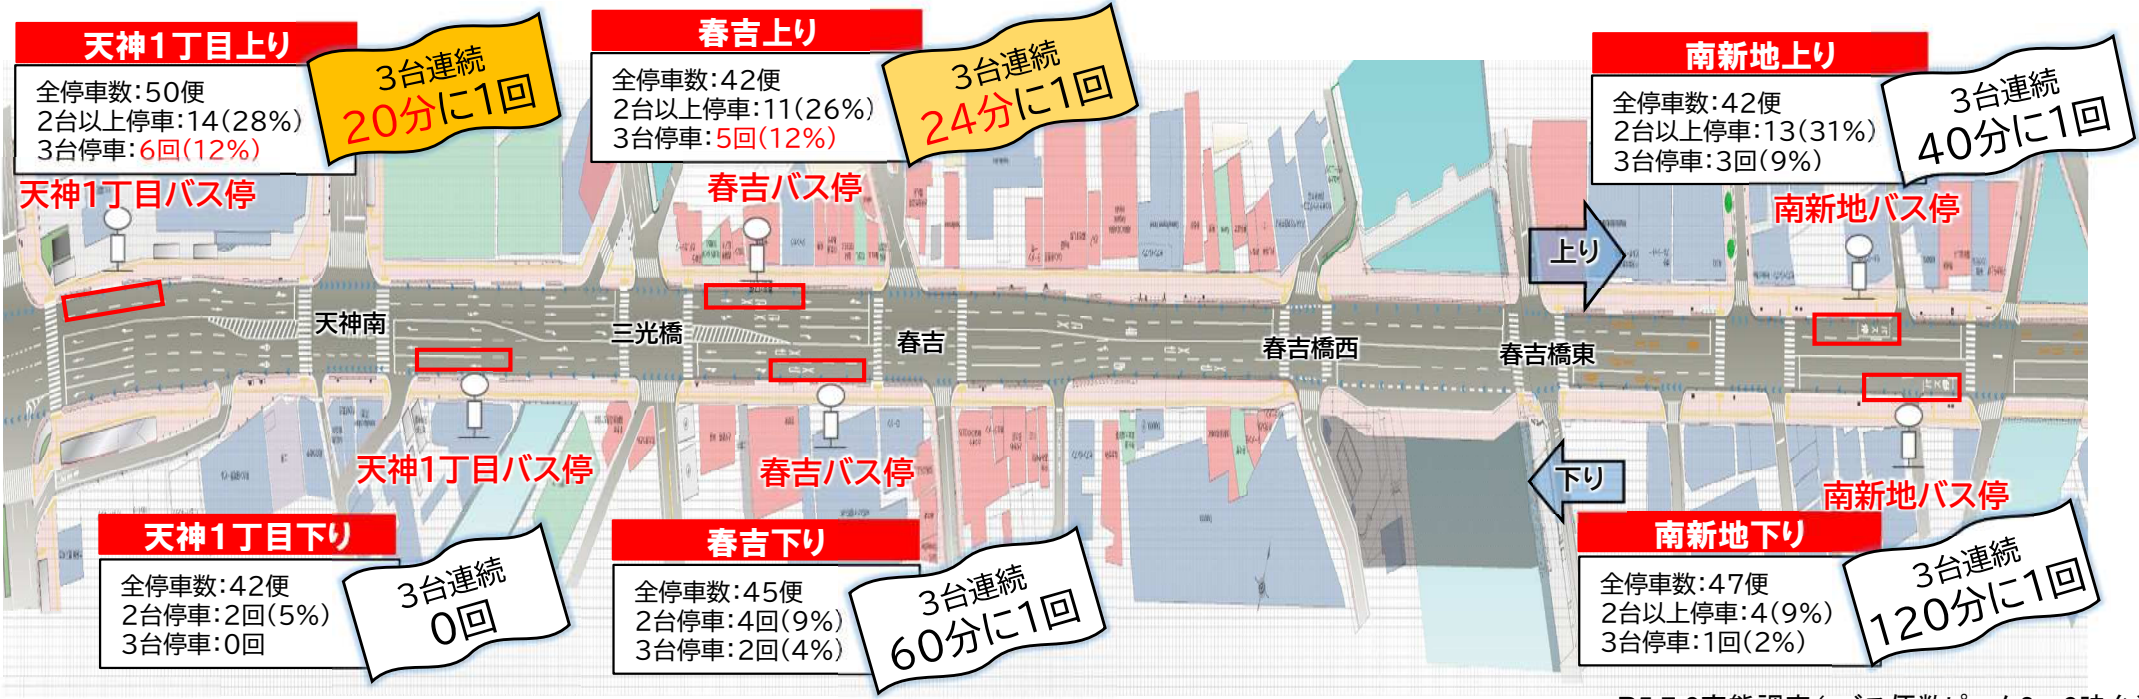 天神1丁目上り
全停車数:50便
2台以上停車:14(28%)
3台停車:6回(12%)
3台連続
20分に1回
天神1丁目バス停
春吉上り
全停車数:42便
2台以上停車:11(26%)
3台停車:5回(12%)
3台連続
24分に1回
春吉バス停
南新地上り
全停車数:42便
2台以上停車:13(31%)
3台停車:3回(9%)
3台連続
40分に1回
南新地バス停
上り
天神南
三光橋
春吉
春吉橋西
春吉橋東
天神1丁目バス停
春吉バス停
下り
南新地バス停
天神1丁目下り
全停車数:42便
2台停車:2回(5%)
3台停車:0回
3台連続
0回
春吉下り
全停車数:45便
2台停車:4回(9%)
3台停車:2回(4%)
3台連続
60分に1回
南新地下り
全停車数:47便
2台以上停車:4(9%)
3台停車:1回(2%)
3台連続
120分に1回